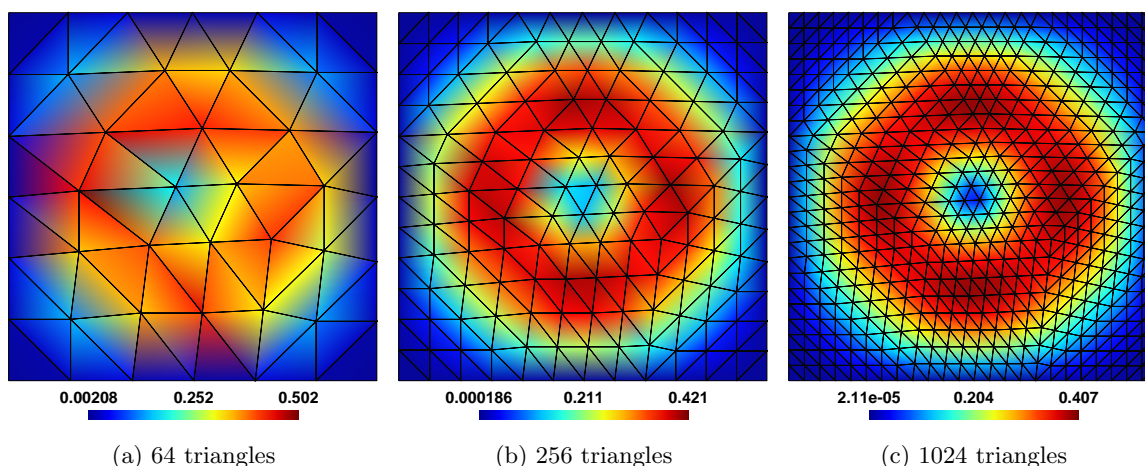 0.00208 0.252 0.502
0.000186 0.211 0.421
2.11e-05 0.204 0.407
(a) 64 triangles
(b) 256 triangles
(c) 1024 triangles